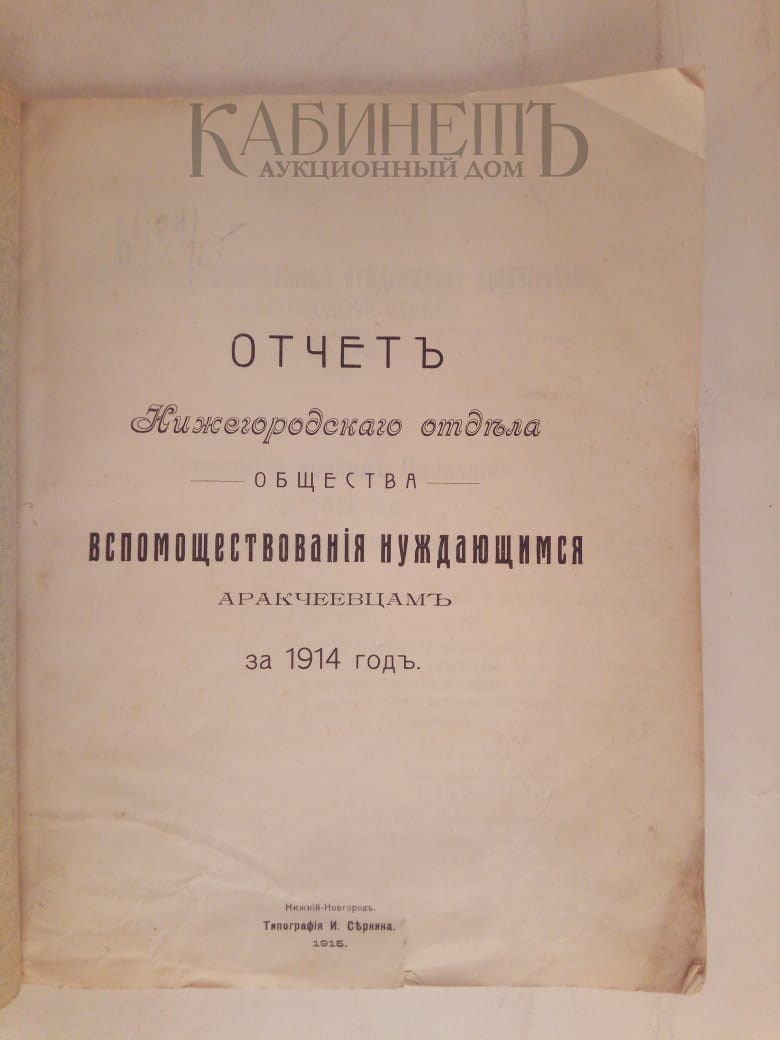 КАБИНЕТЪ
АУКЦИОННЫЙ ДОМ
ОТЧЕТЪ
Нижегородскаго отдѣла
ОБЩЕСТВА
ВСПОМОЩЕСТВОВАНІЯ НУЖДАЮЩИМСЯ
АРАКЧЕЕВЦАМЪ
за 1914 годъ.
Нижній-Новгородъ.
Типографія И. Сѣркина.
1915.